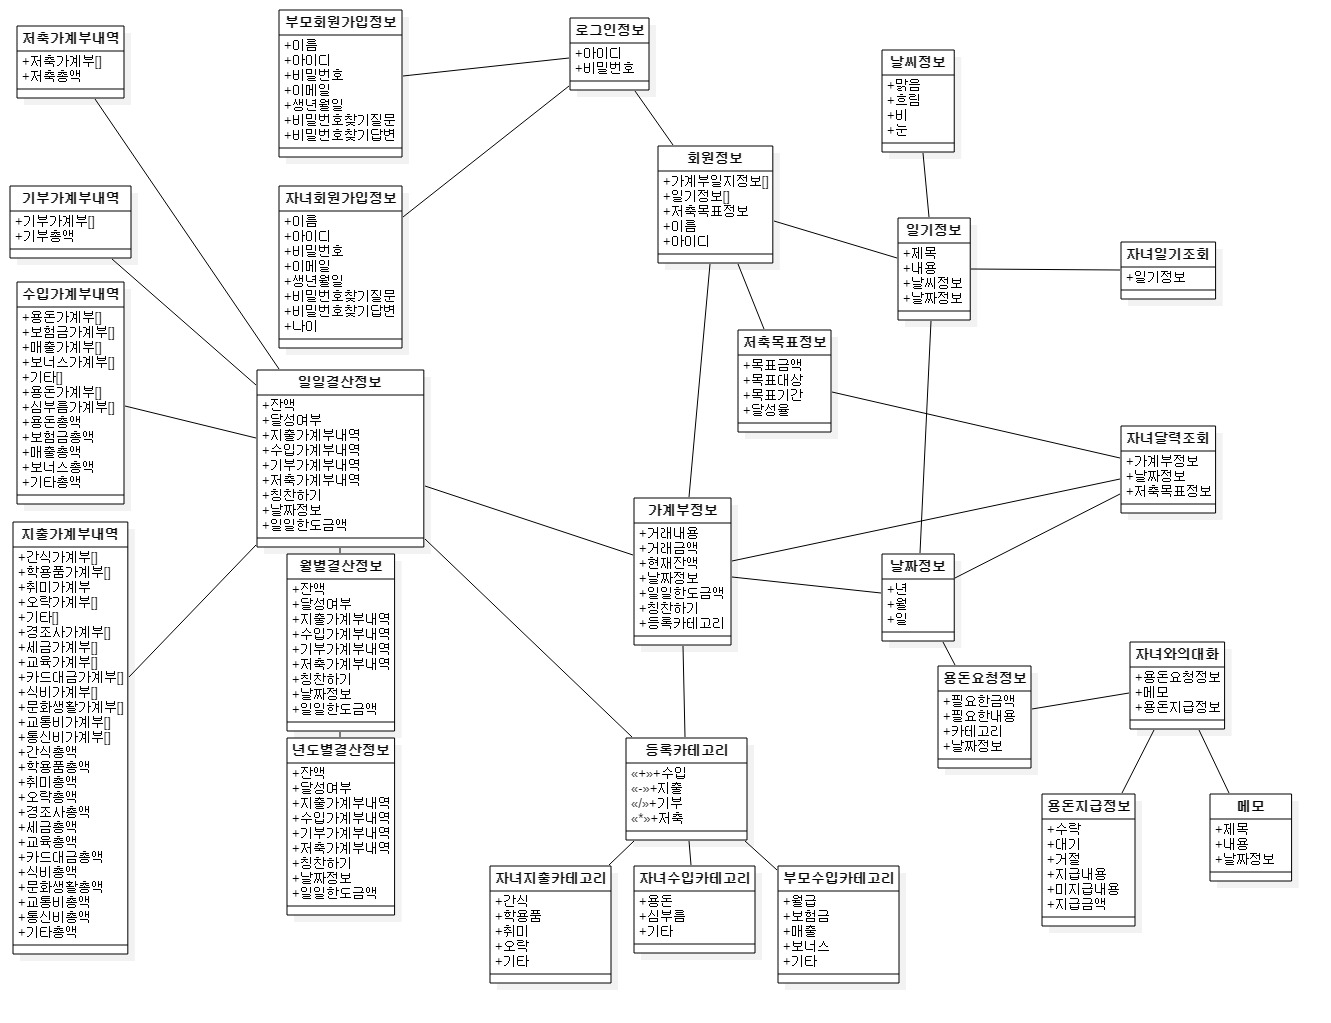 저축가계부내역
+저축가계부[]
+저축총액
부모회원가입정보
+이름
+아이디
+비밀번호
+이메일
+생년월일
+비밀번호찾기질문
+비밀번호찾기답변
로그인정보
+아이디
+비밀번호
날씨정보
+맑음
+흐림
+비
+눈
회원정보
+가계부일지정보[]
+일기정보[]
+저축목표정보
+이름
+아이디
기부가계부내역
+기부가계부[]
+기부총액
자녀회원가입정보
+이름
+아이디
+비밀번호
+이메일
+생년월일
+비밀번호찾기질문
+비밀번호찾기답변
+나이
일기정보
+제목
+내용
+날씨정보
+날짜정보
자녀일기조회
+일기정보
수입가계부내역
+용돈가계부[]
+보험금가계부[]
+매출가계부[]
+보너스가계부[]
+기타[]
+용돈가계부[]
+심부름가계부[]
+용돈총액
+보험금총액
+매출총액
+보너스총액
+기타총액
저축목표정보
+목표금액
+목표대상
+목표기간
+달성율
일일결산정보
+잔액
+달성여부
+지출가계부내역
+수입가계부내역
+기부가계부내역
+저축가계부내역
+칭찬하기
+날짜정보
+일일한도금액
자녀달력조회
+가계부정보
+날짜정보
+저축목표정보
가계부정보
+거래내용
+거래금액
+현재잔액
+날짜정보
+일일한도금액
+칭찬하기
+등록카테고리
지출가계부내역
+간식가계부[]
+학용품가계부[]
+취미가계부
+오락가계부[]
+기타[]
+경조사가계부[]
+세금가계부[]
+교육가계부[]
+카드대금가계부[]
+식비가계부[]
+문화생활가계부[]
+교통비가계부[]
+통신비가계부[]
+간식총액
+학용품총액
+취미총액
+오락총액
+경조사총액
+세금총액
+교육총액
+카드대금총액
+식비총액
+문화생활총액
+교통비총액
+통신비총액
+기타총액
월별결산정보
+잔액
+달성여부
+지출가계부내역
+수입가계부내역
+기부가계부내역
+저축가계부내역
+칭찬하기
+날짜정보
+일일한도금액
날짜정보
+년
+월
+일
자녀와의대화
+용돈요청정보
+메모
+용돈지급정보
용돈요청정보
+필요한금액
+필요한내용
+카테고리
+날짜정보
년도별결산정보
+잔액
+달성여부
+지출가계부내역
+수입가계부내역
+기부가계부내역
+저축가계부내역
+칭찬하기
+날짜정보
+일일한도금액
등록카테고리
«+»+수입
«-»+지출
«/»+기부
«*»+저축
용돈지급정보
+수락
+대기
+거절
+지급내용
+미지급내용
+지급금액
메모
+제목
+내용
+날짜정보
자녀지출카테고리
+간식
+학용품
+취미
+오락
+기타
자녀수입카테고리
+용돈
+심부름
+기타
부모수입카테고리
+월급
+보험금
+매출
+보너스
+기타